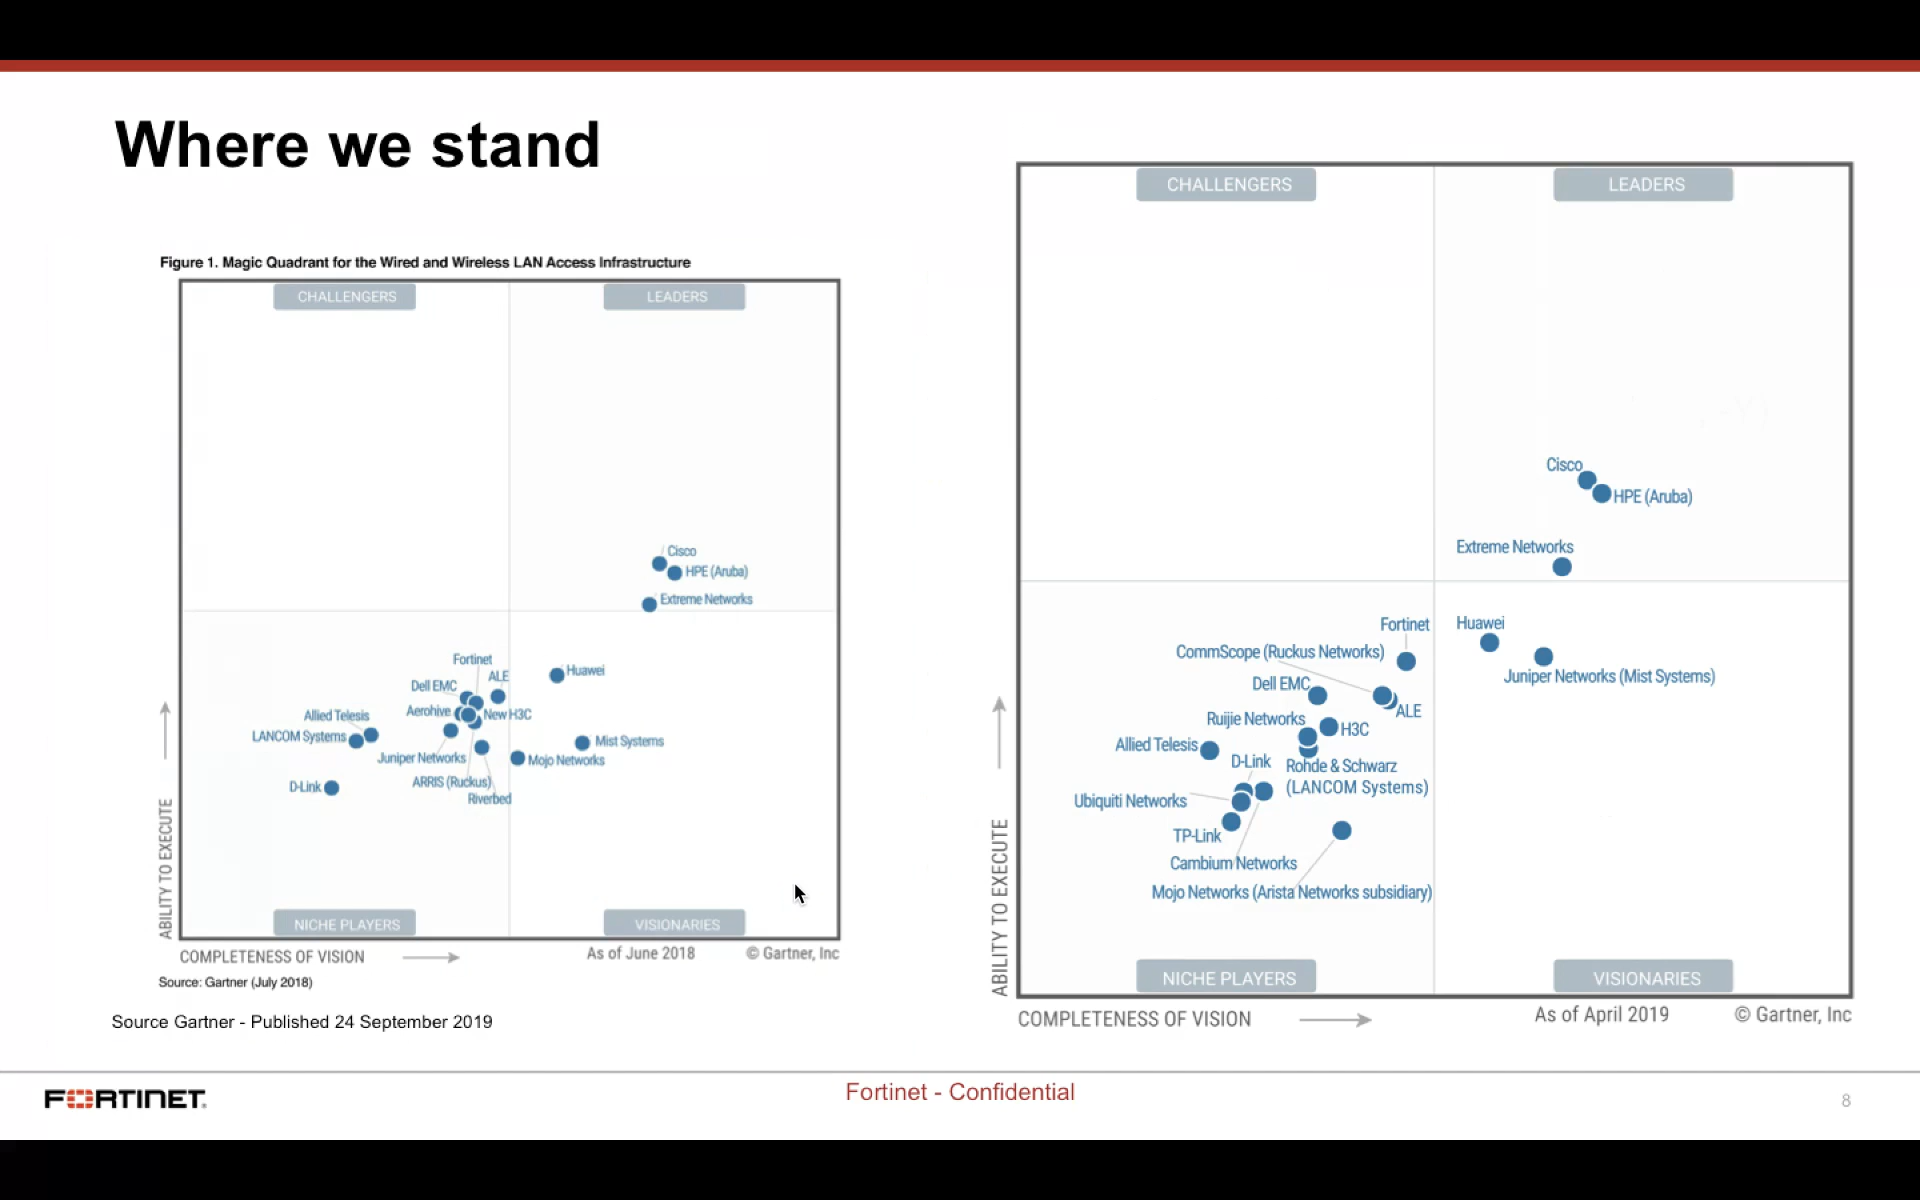 Where we stand
Figure 1. Magic Quadrant for the Wired and Wireless LAN Access Infrastructure
CHALLENGERS
LEADERS
Cisco
HPE (Aruba)
Extreme Networks
Fortinet
ALE
Huawei
Dell EMC
Aerohive
New H3C
Allied Telesis
LANCOM Systems
Mist Systems
Juniper Networks
Mojo Networks
ARRIS (Ruckus)
D-Link
Riverbed
NICHE PLAYERS
VISIONARIES
ABILITY TO EXECUTE
COMPLETENESS OF VISION
As of June 2018
© Gartner, Inc
Source: Gartner (July 2018)
Source Gartner - Published 24 September 2019
CHALLENGERS
LEADERS
Cisco
HPE (Aruba)
Extreme Networks
Fortinet
Huawei
CommScope (Ruckus Networks)
Juniper Networks (Mist Systems)
Dell EMC
ALE
Ruijie Networks
H3C
Allied Telesis
D-Link
Rohde & Schwarz
(LANCOM Systems)
Ubiquiti Networks
TP-Link
Cambium Networks
Mojo Networks (Arista Networks subsidiary)
NICHE PLAYERS
VISIONARIES
ABILITY TO EXECUTE
COMPLETENESS OF VISION
As of April 2019
© Gartner, Inc
FORTINET
Fortinet - Confidential
8